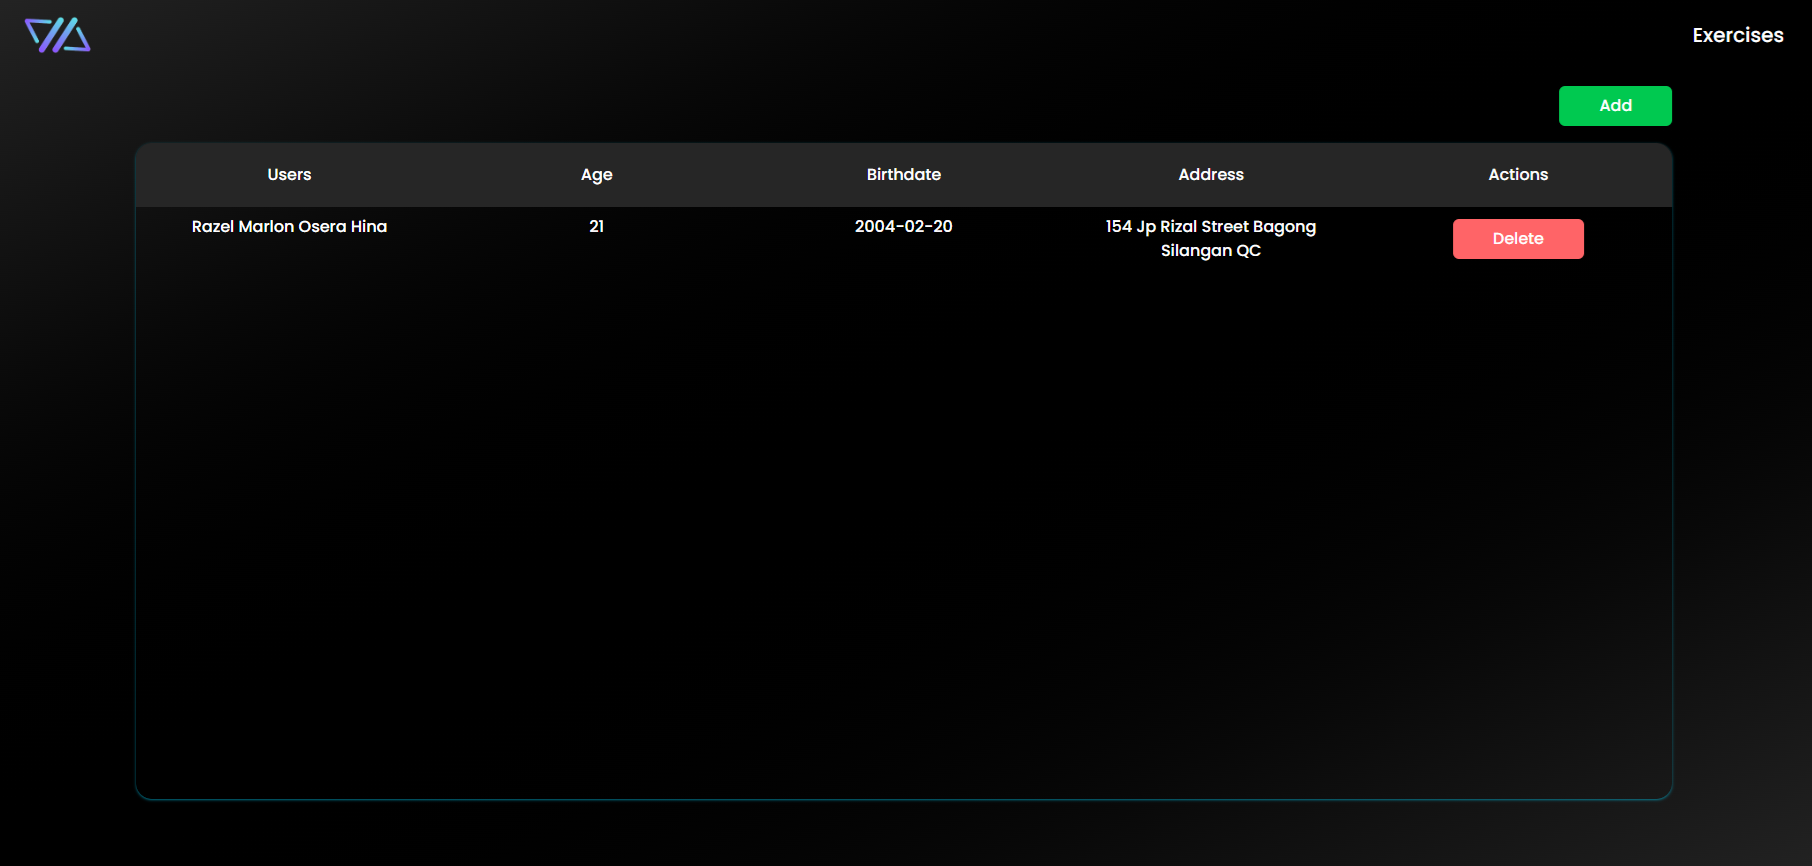 Exercises
Add
Users Age Birthdate Address Actions
Razel Marlon Osera Hina 21 2004-02-20 154 Jp Rizal Street Bagong
Silangan QC
Delete